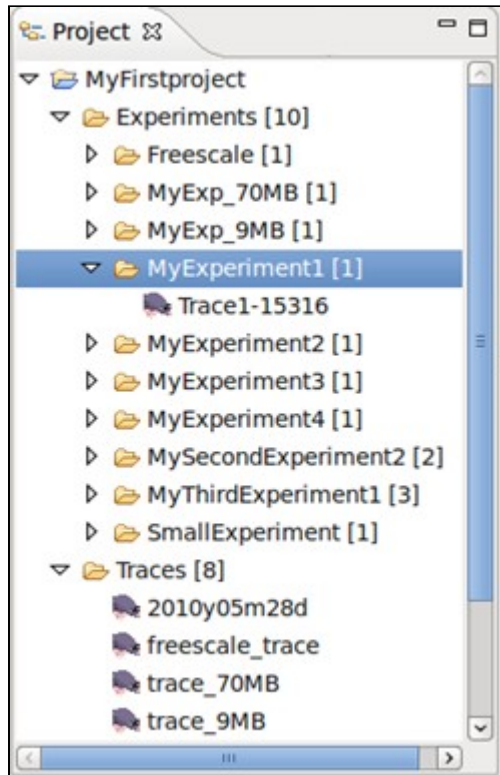 Project
MyFirstproject
Experiments [10]
Freescale [1]
MyExp_70MB [1]
MyExp_9MB [1]
MyExperiment1 [1]
Trace1-15316
MyExperiment2 [1]
MyExperiment3 [1]
MyExperiment4 [1]
MySecondExperiment2 [2]
MyThirdExperiment1 [3]
SmallExperiment [1]
Traces [8]
2010y05m28d
freescale_trace
trace_70MB
trace_9MB